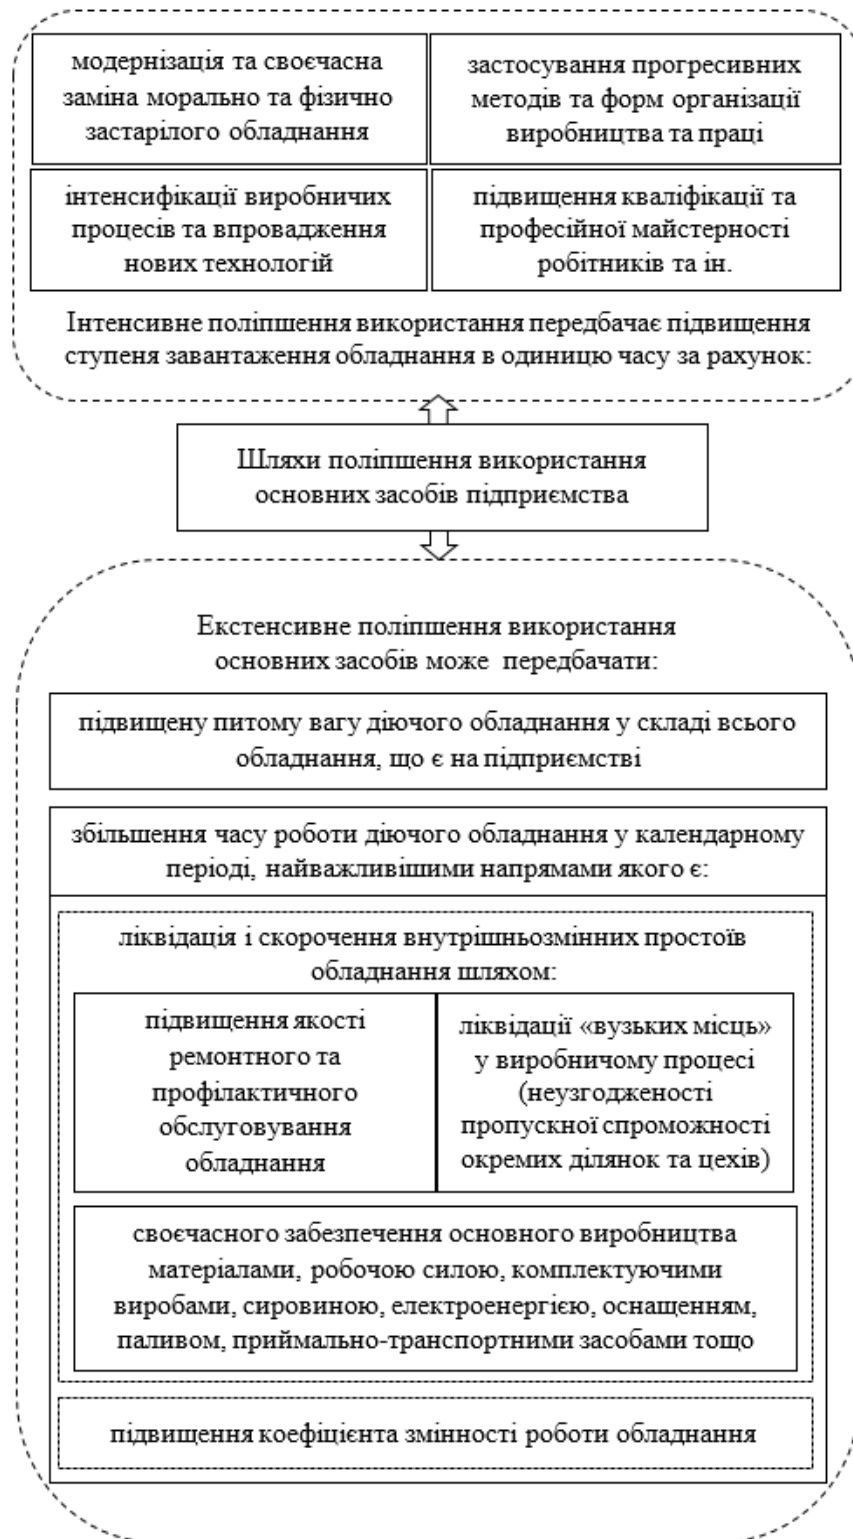 модернізація та своєчасна
заміна морально та фізично
застарілого обладнання
застосування прогресивних
методів та форм організації
виробництва та праці
інтенсифікації виробничих
процесів та впровадження
нових технологій
підвищення кваліфікації та
професійної майстерності
робітників та ін.
Інтенсивне поліпшення використання передбачає підвищення
ступеня завантаження обладнання в одиницю часу за рахунок:
Шляхи поліпшення використання
основних засобів підприємства
Екстенсивне поліпшення використання
основних засобів може передбачати:
підвищену питому вагу діючого обладнання у складі всього
обладнання, що є на підприємстві
збільшення часу роботи діючого обладнання у календарному
періоді, найважливішими напрямами якого є:
ліквідація і скорочення внутрішньозмінних простоїв
обладнання шляхом:
підвищення якості
ремонтного та
профілактичного
обслуговування
обладнання
ліквідації «вузьких місць»
у виробничому процесі
(неузгодженості
пропускної спроможності
окремих ділянок та цехів)
своєчасного забезпечення основного виробництва
матеріалами, робочою силою, комплектуючими
виробами, сировиною, електроенергією, оснащенням,
паливом, приймально-транспортними засобами тощо
підвищення коефіцієнта змінності роботи обладнання